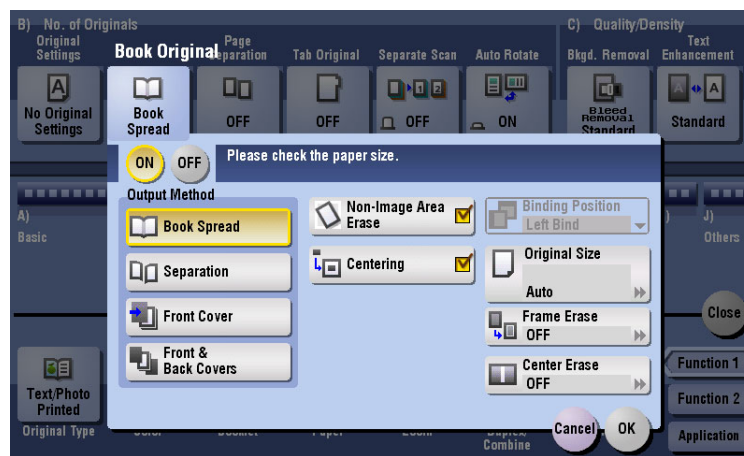 B) No. of Originals
C) Quality/Density
Original
Settings
Book Original
Page
Separation
Tab Original
Separate Scan
Auto Rotate
Bkgd. Removal
Text
Enhancement
No Original
Settings
Book
Spread
OFF
OFF
OFF
ON
Bleed
Removal
Standard
Standard
ON
OFF
Please check the paper size.
Output Method
Book Spread
Separation
Front Cover
Front &
Back Covers
Non-Image Area
Erase
Centering
Binding Position
Left Bind
Original Size
Auto
Frame Erase
OFF
Center Erase
OFF
A)
Basic
J)
Others
Close
Text/Photo
Printed
Original Type
Duplex/
Combine
Function 1
Function 2
Application
Cancel
OK